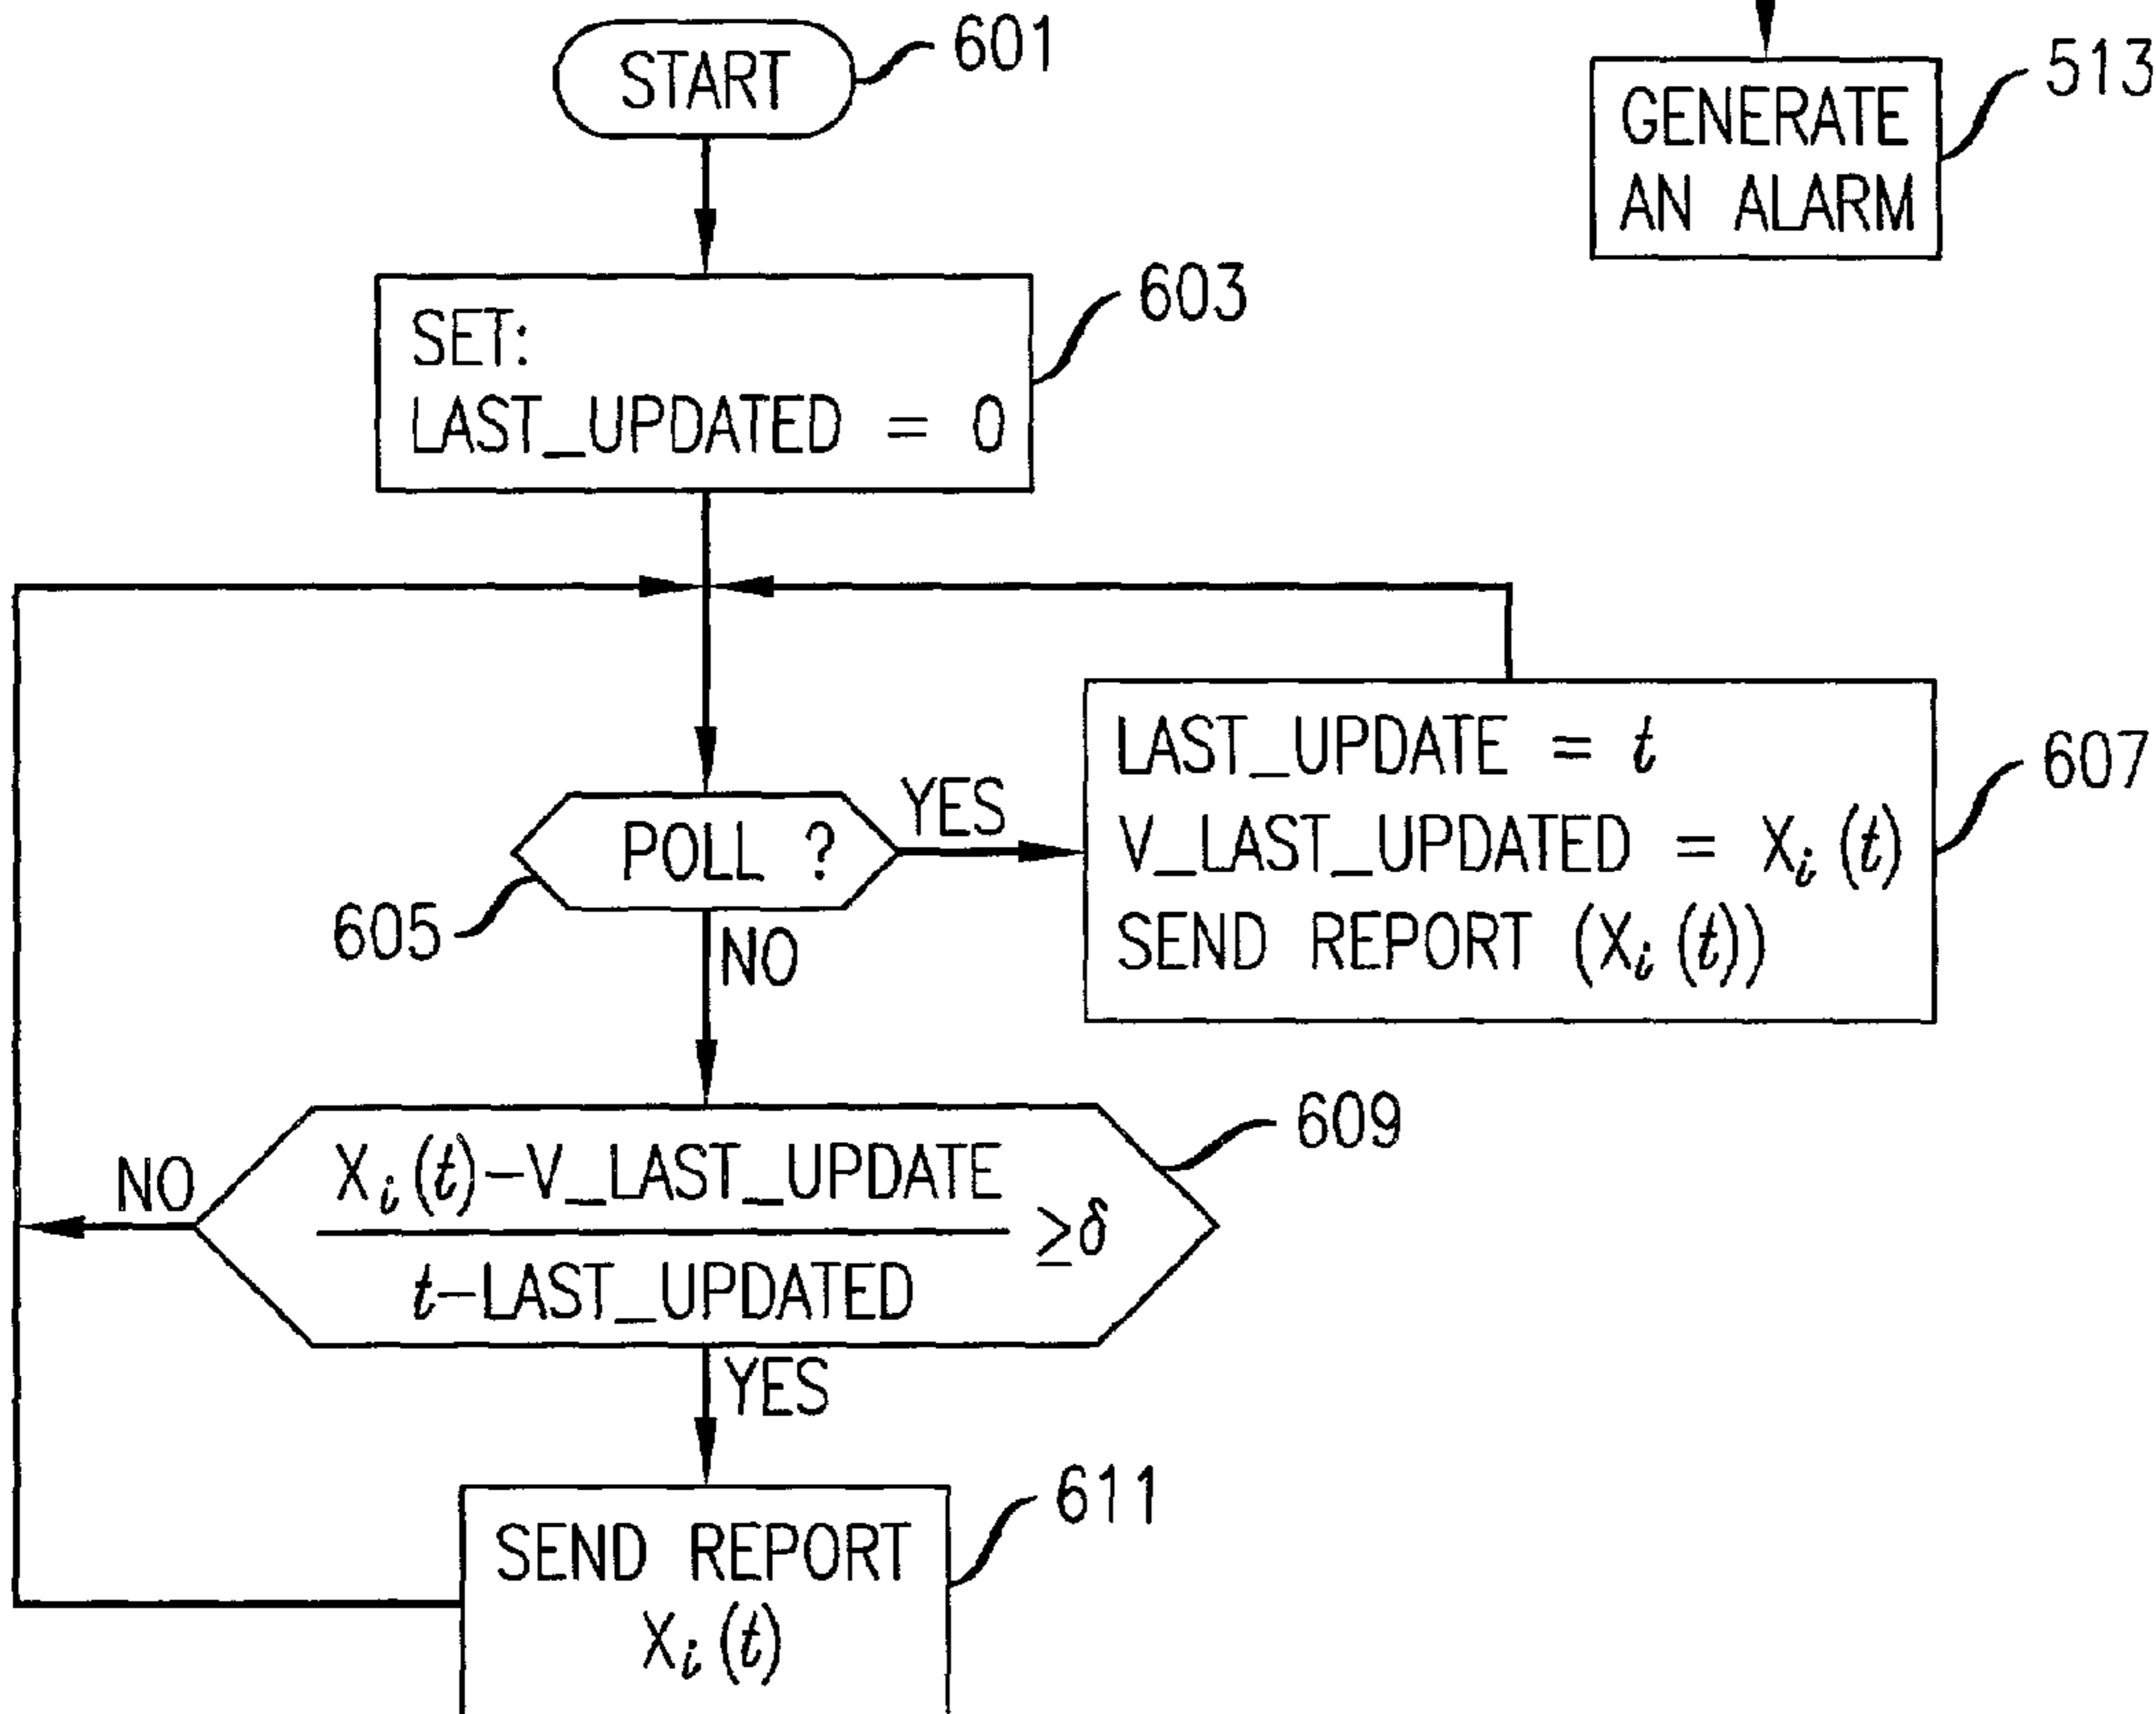 START
601
SET:
LAST_UPDATED = 0
603
POLL ?
605
YES
NO
LAST_UPDATE = t
V_LAST_UPDATED = Xi (t)
SEND REPORT (Xi (t))
607
Xi (t)-V_LAST_UPDATE
t-LAST_UPDATED
≥δ
609
NO
YES
SEND REPORT
Xi (t)
611
GENERATE
AN ALARM
513